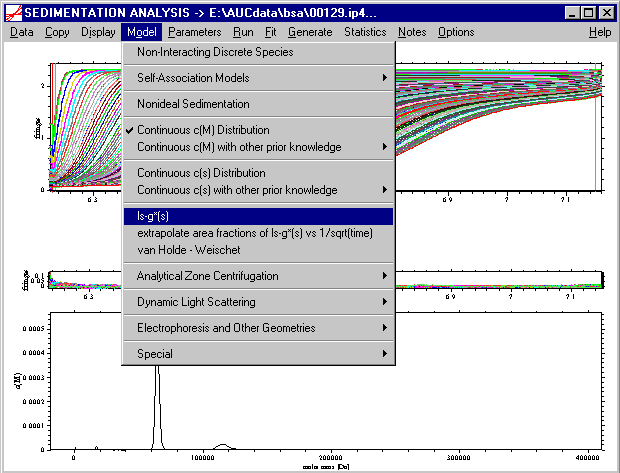 SEDIMENTATION ANALYSIS -> E:\AUCdata\bsa\00129.ip4...
Data Copy Display Model Parameters Run Fit Generate Statistics Notes Options Help
Non-Interacting Discrete Species
Self-Association Models
Nonideal Sedimentation
Continuous c(M) Distribution
Continuous c(M) with other prior knowledge
Continuous c(s) Distribution
Continuous c(s) with other prior knowledge
ls-g*(s)
extrapolate area fractions of ls-g*(s) vs 1/sqrt(time)
van Holde - Weischet
Analytical Zone Centrifugation
Dynamic Light Scattering
Electrophoresis and Other Geometries
Special
fringes
2
1
0
6.3 6.9 7 7.1
fringes
0.1
0
6.3 6.9 7 7.1
c(M)
0.0005
0.0004
0.0003
0.0002
0.0001
0
0 100000 200000 300000 400000
molar mass [Da]